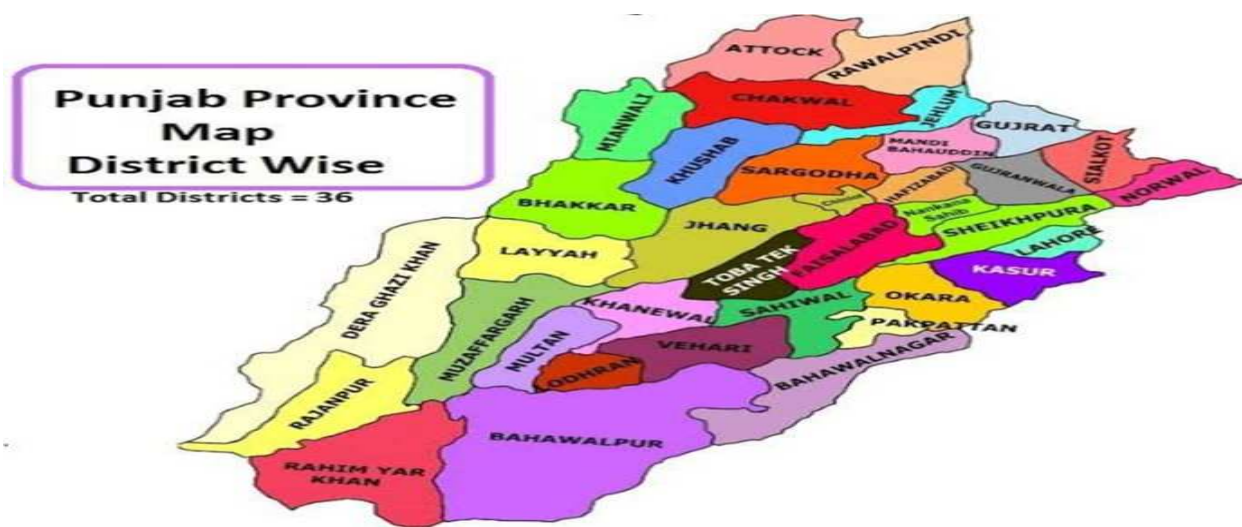 Punjab Province
Map
District Wise
Total Districts = 36
ATTOCK
RAWALPINDI
CHAKWAL
JEHLUM
MIANWALI
GUJRAT
KHUSHAB
MANDI
BAHAUDDIN
SIALKOT
SARGODHA
GUJRANWALA
NORWAL
HAFIZABAD
BHAKKAR
JHANG
Nankana
Sahib
SHEIKHPURA
LAHORE
LAYYAH
TOBA TEK
SINGH
FAISALABAD
KASUR
DERA GHAZI KHAN
MUZAFFARGARH
KHANEWAL
SAHIWAL
OKARA
PAKPATTAN
MULTAN
VEHARI
ODHRAN
BAHAWALNAGAR
RAJANPUR
BAHAWALPUR
RAHIM YAR
KHAN